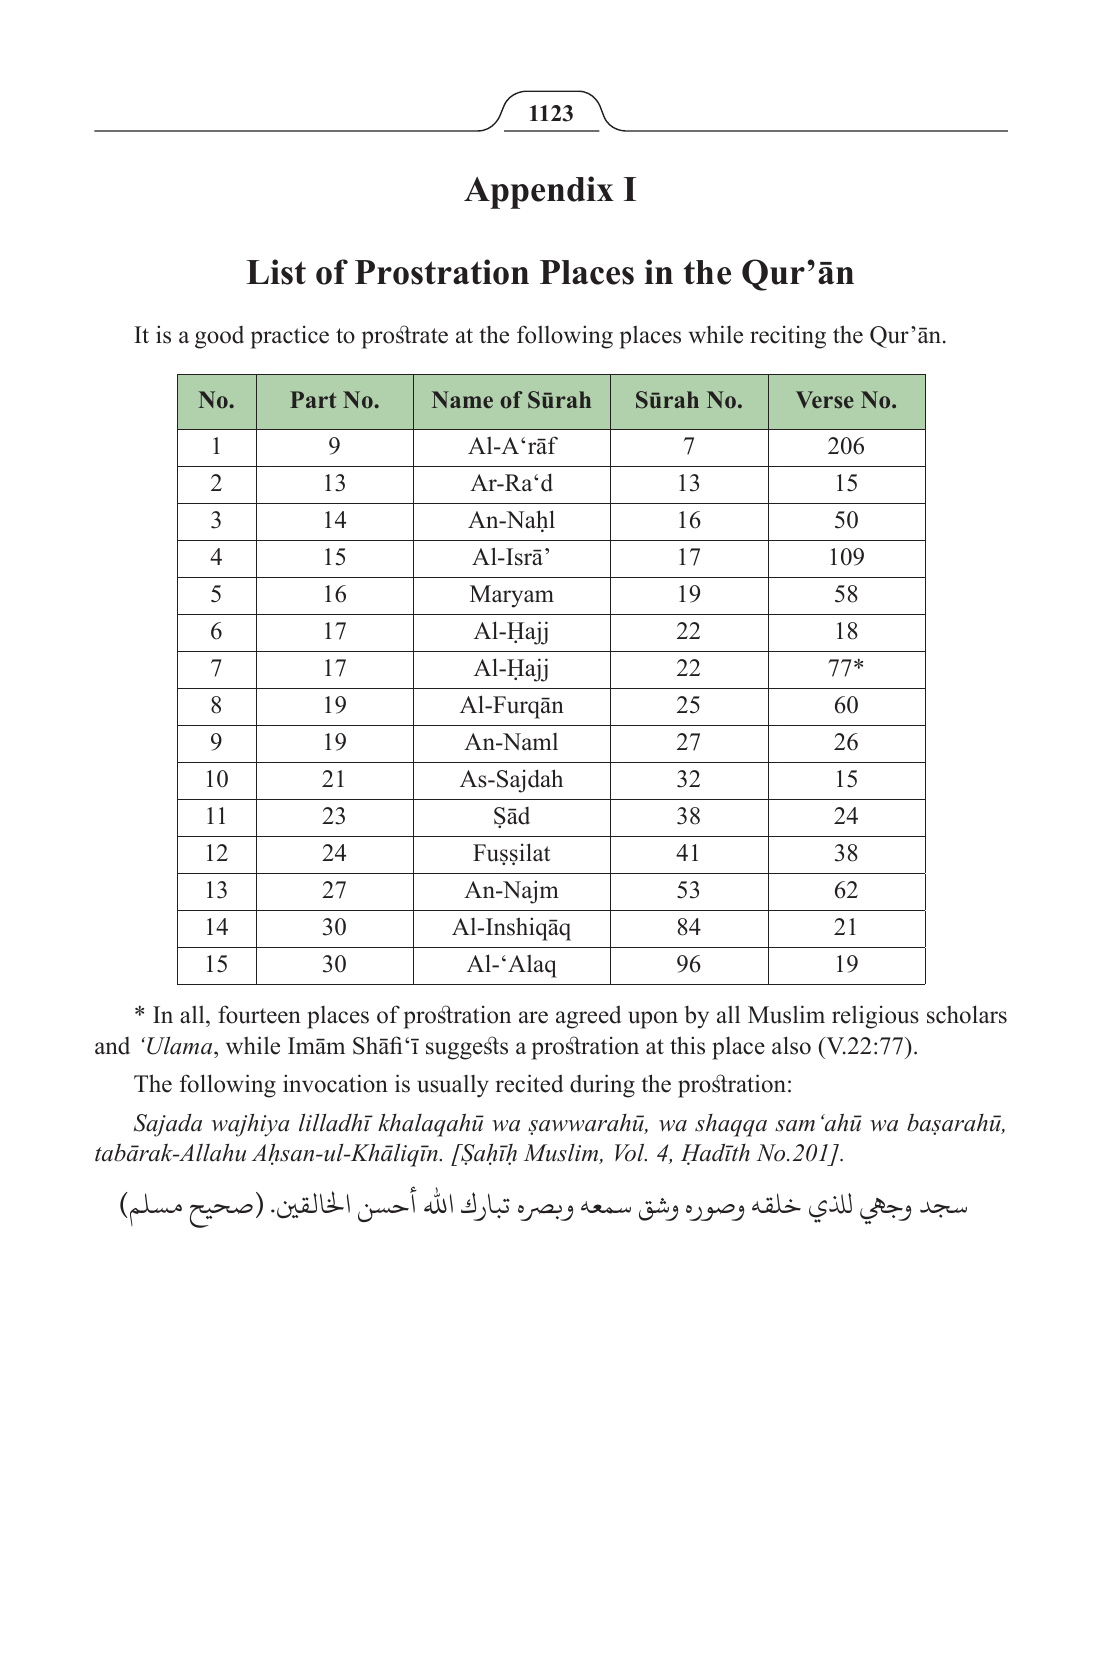 1123
Appendix I
List of Prostration Places in the Qur’ān
It is a good practice to prostrate at the following places while reciting the Qur’ān.
No. Part No. Name of Sūrah Sūrah No. Verse No.
1 9 Al-A‘rāf 7 206
2 13 Ar-Ra‘d 13 15
3 14 An-Naḥl 16 50
4 15 Al-Isrā’ 17 109
5 16 Maryam 19 58
6 17 Al-Ḥajj 22 18
7 17 Al-Ḥajj 22 77*
8 19 Al-Furqān 25 60
9 19 An-Naml 27 26
10 21 As-Sajdah 32 15
11 23 Ṣād 38 24
12 24 Fuṣṣilat 41 38
13 27 An-Najm 53 62
14 30 Al-Inshiqāq 84 21
15 30 Al-‘Alaq 96 19
* In all, fourteen places of prostration are agreed upon by all Muslim religious scholars
and ‘Ulama, while Imām Shāfi‘ī suggests a prostration at this place also (V.22:77).
The following invocation is usually recited during the prostration:
Sajada wajhiya lilladhī khalaqahū wa ṣawwarahū, wa shaqqa sam‘ahū wa baṣarahū,
tabārak-Allahu Aḥsan-ul-Khāliqīn. [Ṣaḥīḥ Muslim, Vol. 4, Ḥadīth No.201].
سجد وجهي للذي خلقه وصوره وشق سمعه وبصره تبارك الله أحسن الخالقين. (صحيح مسلم)